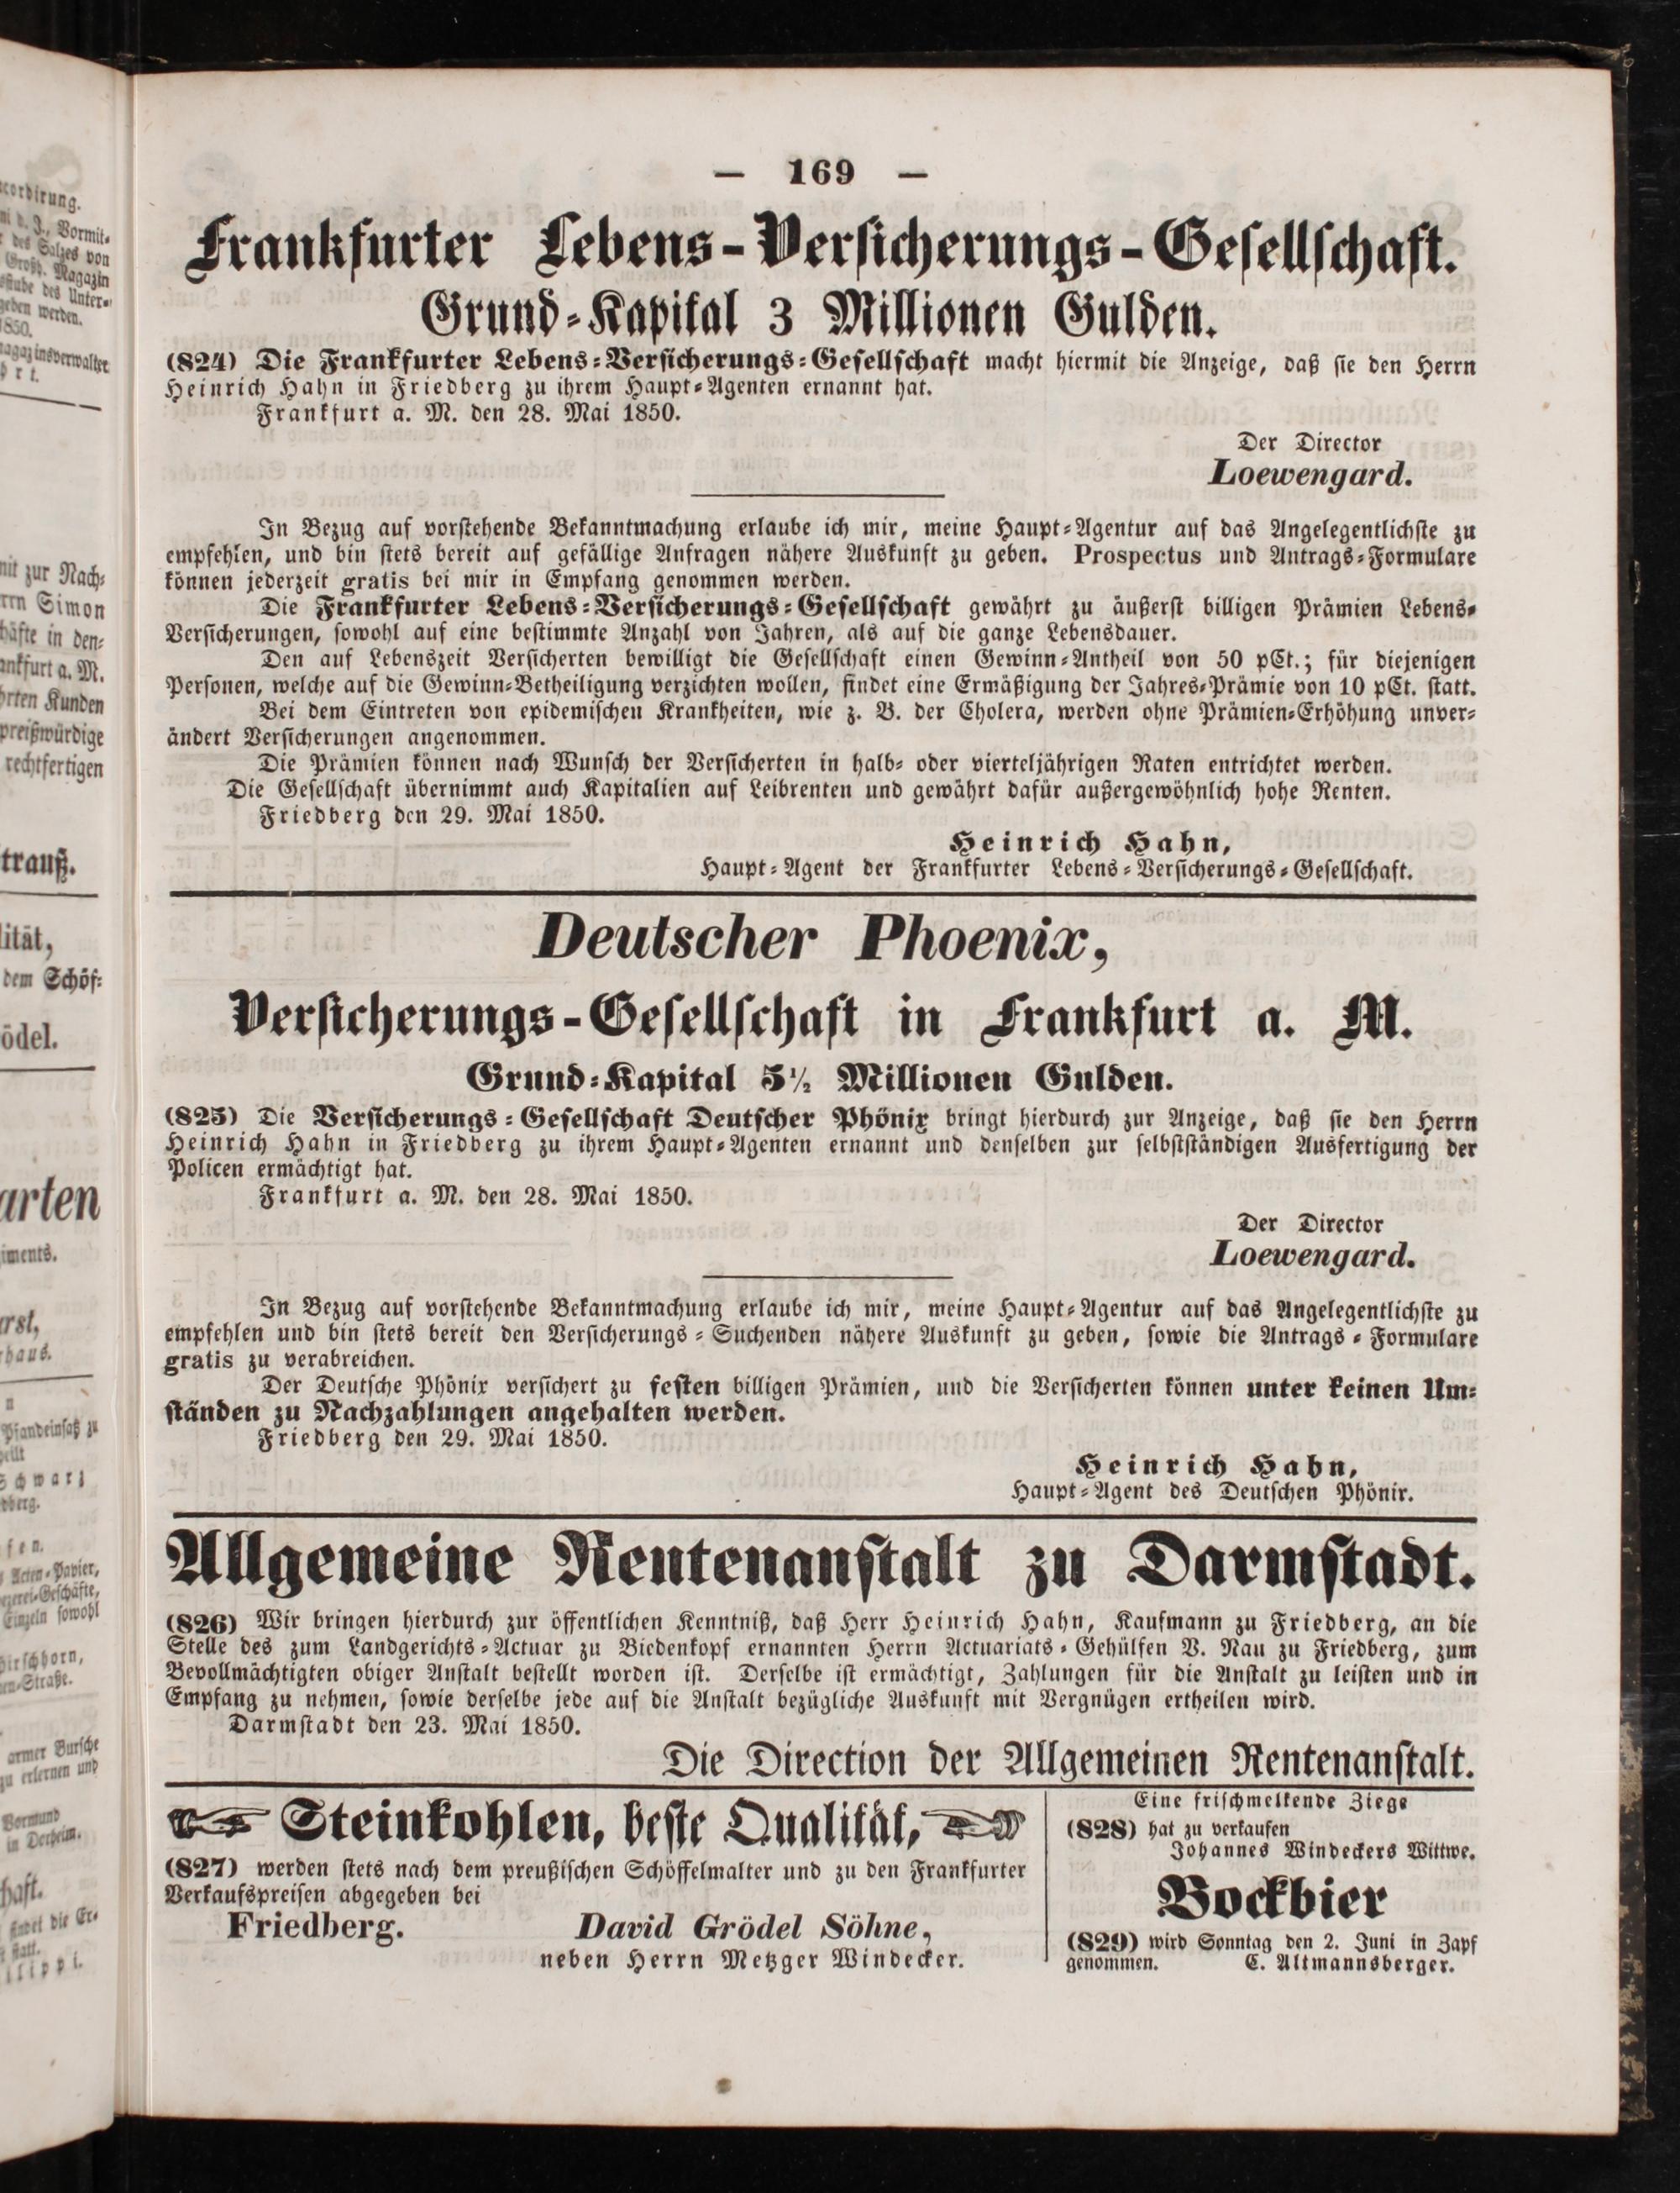 — 169 —
Frankfurter Lebens-Versicherungs-Gesellschaft.
Grund-Kapital 3 Millionen Gulden.
(824) Die Frankfurter Lebens-Versicherungs-Gesellschaft macht hiermit die Anzeige, daß sie den Herrn
Heinrich Hahn in Friedberg zu ihrem Haupt-Agenten ernannt hat.
Frankfurt a. M. den 28. Mai 1850.
Der Director
Loewengard.
In Bezug auf vorstehende Bekanntmachung erlaube ich mir, meine Haupt-Agentur auf das Angelegentlichste zu
empfehlen, und bin stets bereit auf gefällige Anfragen nähere Auskunft zu geben. Prospectus und Antrags-Formulare
können jederzeit gratis bei mir in Empfang genommen werden.
Die Frankfurter Lebens-Versicherungs-Gesellschaft gewährt zu äußerst billigen Prämien Lebens-
Versicherungen, sowohl auf eine bestimmte Anzahl von Jahren, als auf die ganze Lebensdauer.
Den auf Lebenszeit Versicherten bewilligt die Gesellschaft einen Gewinn-Antheil von 50 pCt.; für diejenigen
Personen, welche auf die Gewinn-Betheiligung verzichten wollen, findet eine Ermäßigung der Jahres-Prämie von 10 pCt. statt.
Bei dem Eintreten von epidemischen Krankheiten, wie z. B. der Cholera, werden ohne Prämien-Erhöhung unver-
ändert Versicherungen angenommen.
Die Prämien können nach Wunsch der Versicherten in halb- oder vierteljährigen Raten entrichtet werden.
Die Gesellschaft übernimmt auch Kapitalien auf Leibrenten und gewährt dafür außergewöhnlich hohe Renten.
Friedberg den 29. Mai 1850.
Heinrich Hahn,
Haupt-Agent der Frankfurter Lebens-Versicherungs-Gesellschaft.
Deutscher Phoenix,
Versicherungs-Gesellschaft in Frankfurt a. M.
Grund-Kapital 5½ Millionen Gulden.
(825) Die Versicherungs-Gesellschaft Deutscher Phönix bringt hierdurch zur Anzeige, daß sie den Herrn
Heinrich Hahn in Friedberg zu ihrem Haupt-Agenten ernannt und denselben zur selbstständigen Ausfertigung der
Policen ermächtigt hat.
Frankfurt a. M. den 28. Mai 1850.
Der Director
Loewengard.
In Bezug auf vorstehende Bekanntmachung erlaube ich mir, meine Haupt-Agentur auf das Angelegentlichste zu
empfehlen und bin stets bereit den Versicherungs-Suchenden nähere Auskunft zu geben, sowie die Antrags-Formulare
gratis zu verabreichen.
Der Deutsche Phönix versichert zu festen billigen Prämien, und die Versicherten können unter keinen Um-
ständen zu Nachzahlungen angehalten werden.
Friedberg den 29. Mai 1850.
Heinrich Hahn,
Haupt-Agent des Deutschen Phönix.
Allgemeine Rentenanstalt zu Darmstadt.
(826) Wir bringen hierdurch zur öffentlichen Kenntniß, daß Herr Heinrich Hahn, Kaufmann zu Friedberg, an die
Stelle des zum Landgerichts-Actuar zu Biedenkopf ernannten Herrn Actuariats-Gehülfen V. Nau zu Friedberg, zum
Bevollmächtigten obiger Anstalt bestellt worden ist. Derselbe ist ermächtigt, Zahlungen für die Anstalt zu leisten und in
Empfang zu nehmen, sowie derselbe jede auf die Anstalt bezügliche Auskunft mit Vergnügen ertheilen wird.
Darmstadt den 23. Mai 1850.
Die Direction der Allgemeinen Rentenanstalt.
Steinkohlen, beste Qualität,
(827) werden stets nach dem preußischen Schöffelmalter und zu den Frankfurter
Verkaufspreisen abgegeben bei
Friedberg. David Grödel Söhne,
neben Herrn Metzger Windecker.
Eine frischmelkende Ziege
(828) hat zu verkaufen
Johannes Windeckers Wittwe.
Bockbier
(829) wird Sonntag den 2. Juni in Zapf
genommen. C. Altmannsberger.